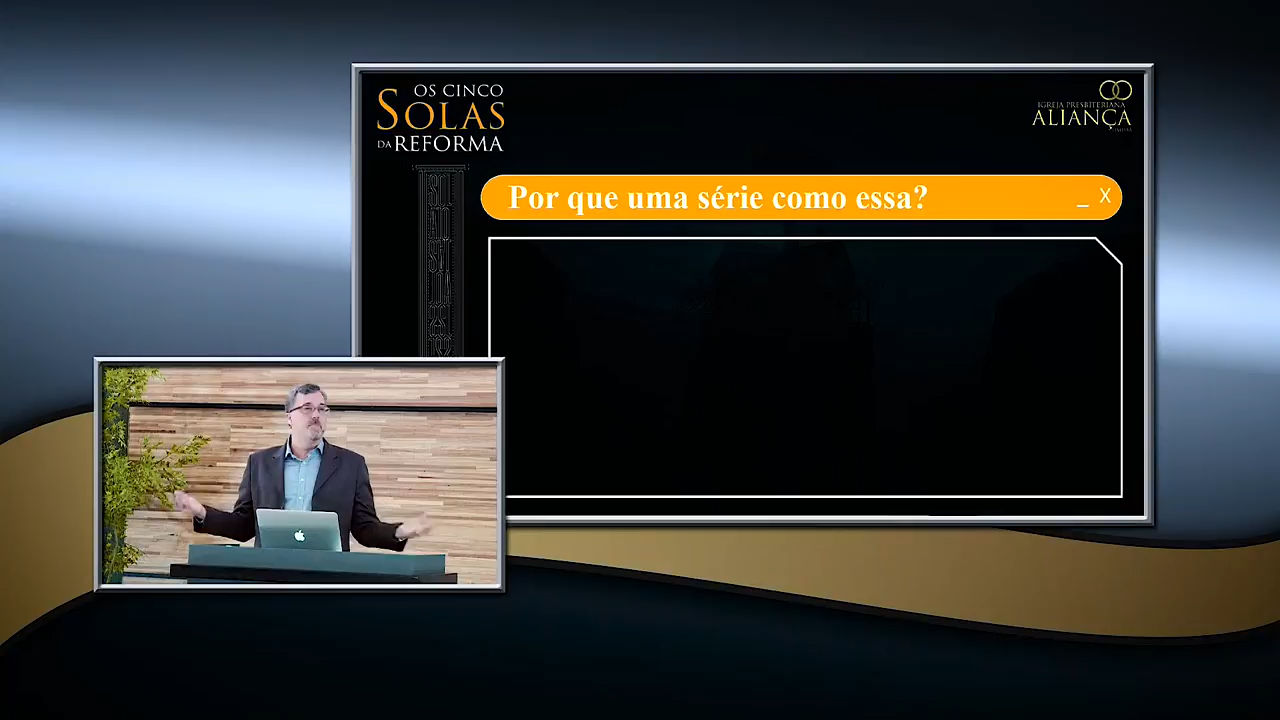 OS CINCO
SOLAS
DA REFORMA
IGREJA PRESBITERIANA
ALIANÇA
Por que uma série como essa?
_ X